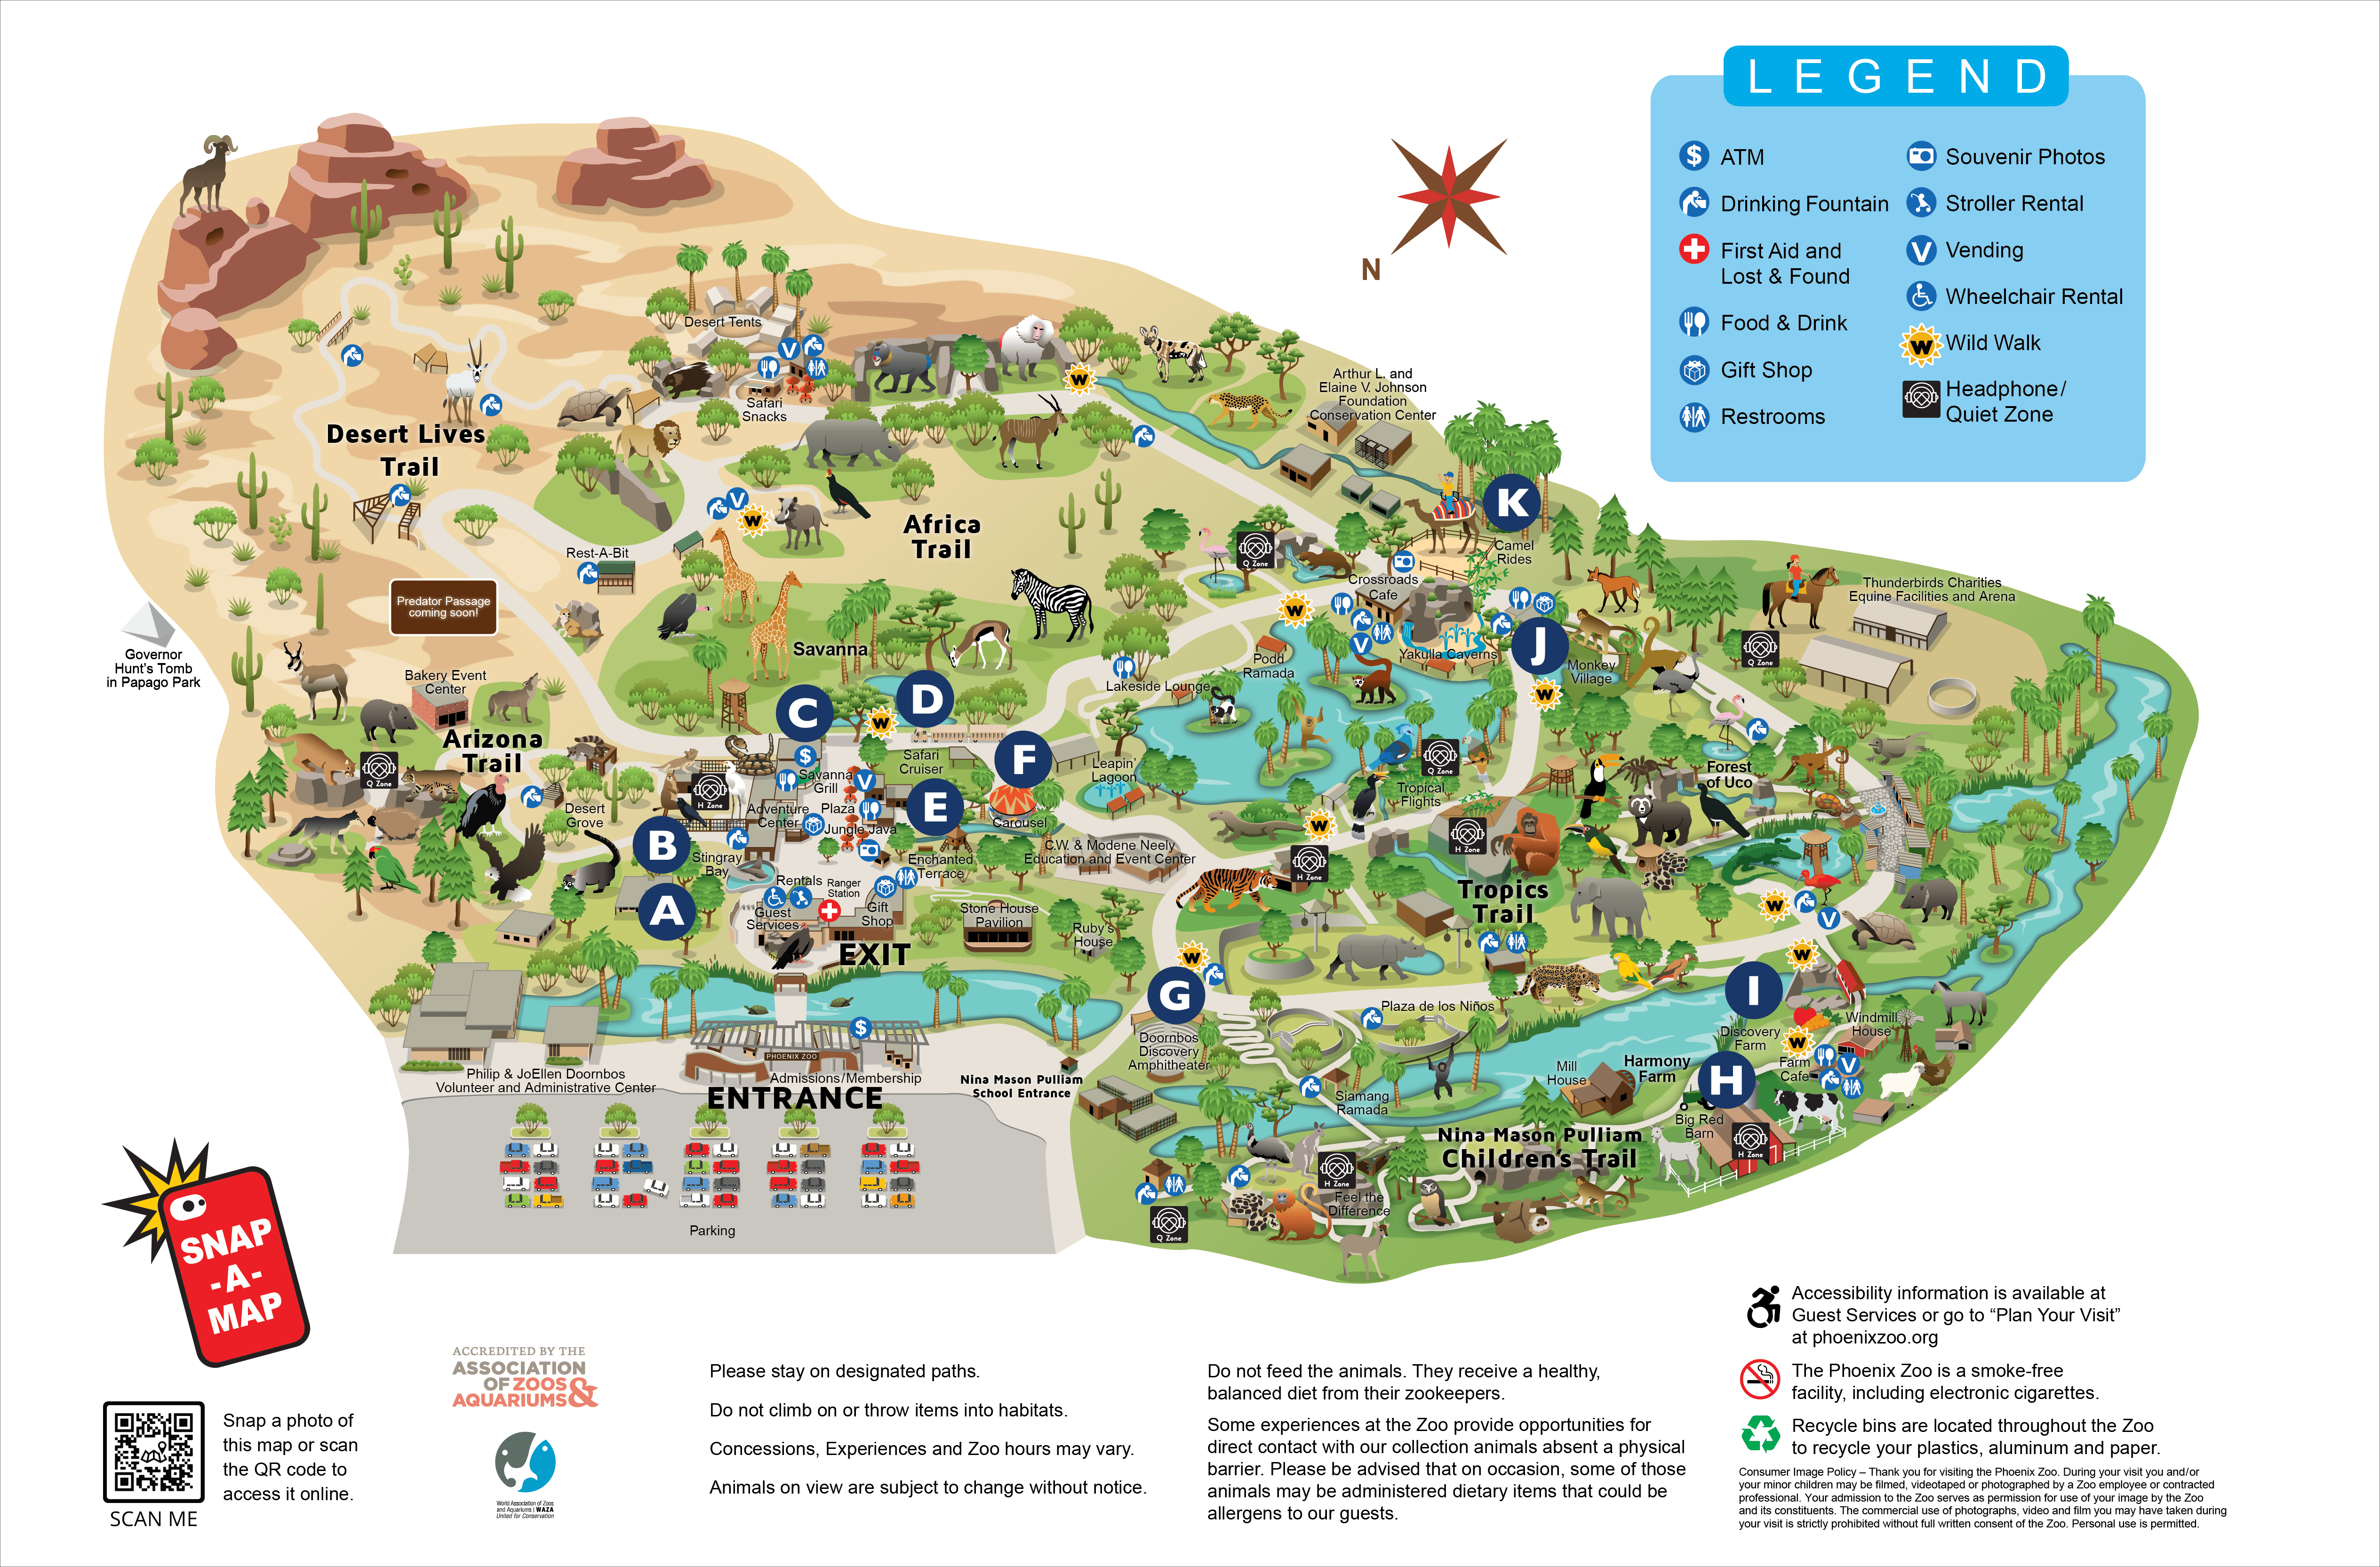 LEGEND
$ ATM
Drinking Fountain
First Aid and
Lost & Found
Food & Drink
Gift Shop
Restrooms
Souvenir Photos
Stroller Rental
V Vending
Wheelchair Rental
W Wild Walk
Headphone/
Quiet Zone
N
Desert Tents
V
Safari
Snacks
W
Arthur L. and
Elaine V. Johnson
Foundation
Conservation Center
Desert Lives
Trail
V
W
Africa
Trail
K
Camel
Rides
Q Zone
Rest-A-Bit
Crossroads
Cafe
Thunderbirds Charities
Equine Facilities and Arena
Predator Passage
coming soon!
W
V
Yakulla Caverns
J
Monkey
Village
W
Q Zone
Governor
Hunt's Tomb
in Papago Park
Savanna
Podd
Ramada
Lakeside Lounge
Bakery Event
Center
C
W
D
Arizona
Trail
Q Zone
H Zone
$
Savanna
Grill
V
Safari
Cruiser
F
Leapin'
Lagoon
Q Zone
Tropical
Flights
Forest
of Uco
Desert
Grove
Adventure
Center
Plaza
Jungle Java
E
Carousel
W
B
Stingray
Bay
Enchanted
Terrace
C.W. & Modene Neely
Education and Event Center
H Zone
H Zone
A
Rentals
Ranger
Station
Guest
Services
Gift
Shop
Stone House
Pavilion
Ruby's
House
Tropics
Trail
W
V
EXIT
W
G
W
I
Plaza de los Niños
Doornbos
Discovery
Amphitheater
Discovery
Farm
Windmill
House
W
$
PHOENIX ZOO
Admissions/Membership
ENTRANCE
Philip & JoEllen Doornbos
Volunteer and Administrative Center
Nina Mason Pulliam
School Entrance
Siamang
Ramada
Mill
House
Harmony
Farm
H
Farm
Cafe
V
Big Red
Barn
H Zone
Nina Mason Pulliam
Children's Trail
H Zone
Feel the
Difference
Q Zone
Parking
SNAP
-A-
MAP
SCAN ME
Snap a photo of
this map or scan
the QR code to
access it online.
ACCREDITED BY THE
ASSOCIATION
OF ZOOS
AQUARIUMS &
World Association of Zoos
and Aquariums | WAZA
United for Conservation
Please stay on designated paths.
Do not climb on or throw items into habitats.
Concessions, Experiences and Zoo hours may vary.
Animals on view are subject to change without notice.
Do not feed the animals. They receive a healthy,
balanced diet from their zookeepers.
Some experiences at the Zoo provide opportunities for
direct contact with our collection animals absent a physical
barrier. Please be advised that on occasion, some of those
animals may be administered dietary items that could be
allergens to our guests.
Accessibility information is available at
Guest Services or go to “Plan Your Visit”
at phoenixzoo.org
The Phoenix Zoo is a smoke-free
facility, including electronic cigarettes.
Recycle bins are located throughout the Zoo
to recycle your plastics, aluminum and paper.
Consumer Image Policy – Thank you for visiting the Phoenix Zoo. During your visit you and/or
your minor children may be filmed, videotaped or photographed by a Zoo employee or contracted
professional. Your admission to the Zoo serves as permission for use of your image by the Zoo
and its constituents. The commercial use of photographs, video and film you may have taken during
your visit is strictly prohibited without full written consent of the Zoo. Personal use is permitted.